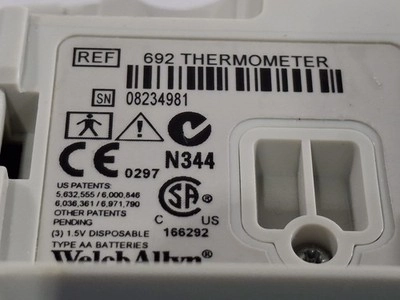 REF 692 THERMOMETER
SN 08234981
CE 0297 N344
US PATENTS:
5,632,555 / 6,000,846
6,036,361 / 6,971,790
OTHER PATENTS
PENDING
(3) 1.5V DISPOSABLE
TYPE AA BATTERIES
SA ®
C US
166292
WelchAllyn®